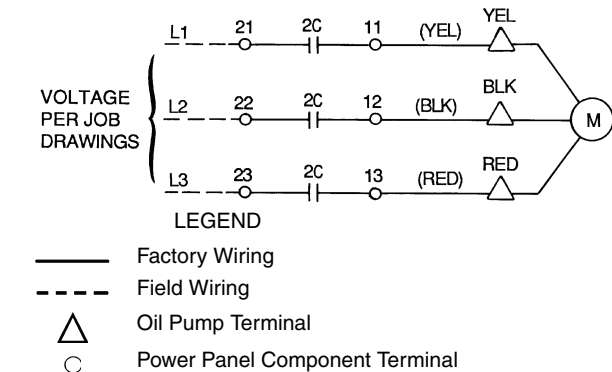 YEL
L1 21 2C 11 (YEL)
VOLTAGE
PER JOB
DRAWINGS
BLK
L2 22 2C 12 (BLK)
M
RED
L3 23 2C 13 (RED)
LEGEND
Factory Wiring
Field Wiring
Oil Pump Terminal
Power Panel Component Terminal